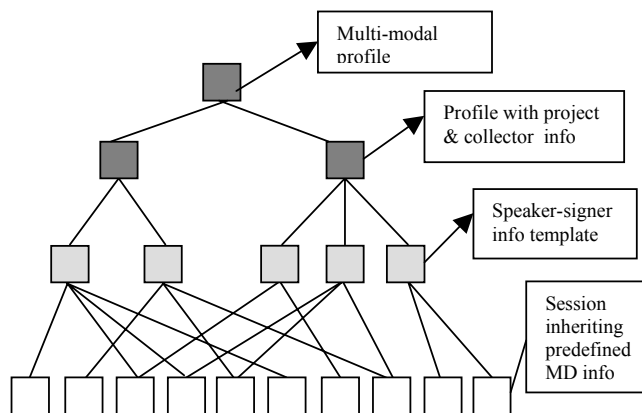 Multi-modal
profile
Profile with project
& collector info
Speaker-signer
info template
Session
inheriting
predefined
MD info